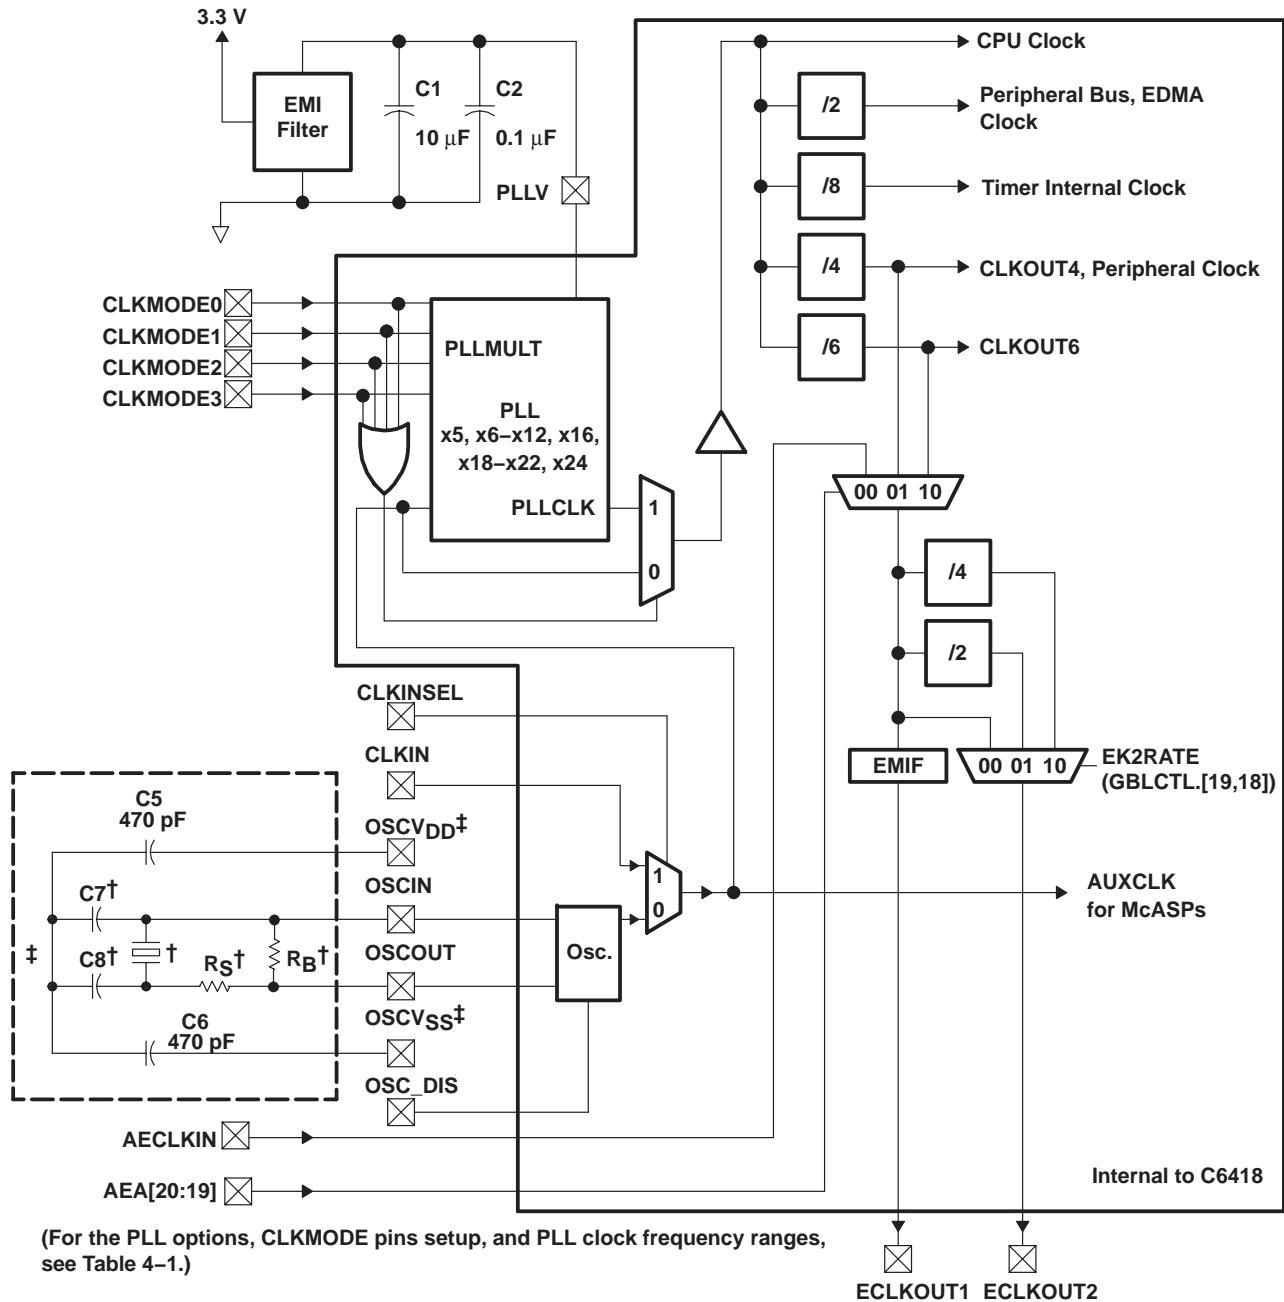 3.3 V
EMI
Filter
C1
10 μF
C2
0.1 μF
PLLV
CPU Clock
/2
Peripheral Bus, EDMA
Clock
/8
Timer Internal Clock
/4
CLKOUT4, Peripheral Clock
/6
CLKOUT6
CLKMODE0
CLKMODE1
CLKMODE2
CLKMODE3
PLLMULT
PLL
x5, x6–x12, x16,
x18–x22, x24
PLLCLK
1
0
00 01 10
/4
/2
EMIF
00 01 10
EK2RATE
(GBLCTL.[19,18])
CLKINSEL
CLKIN
C5
470 pF
OSCVDD‡
OSCIN
C7†
‡
†
C8†
RS†
RB†
OSCOUT
OSCVSS‡
C6
470 pF
OSC_DIS
Osc.
1
0
AUXCLK
for McASPs
AECLKIN
AEA[20:19]
Internal to C6418
(For the PLL options, CLKMODE pins setup, and PLL clock frequency ranges,
see Table 4–1.)
ECLKOUT1 ECLKOUT2